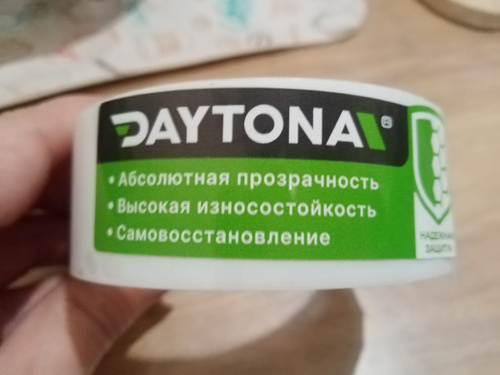 DAYTONA
• Абсолютная прозрачность
• Высокая износостойкость
• Самовосстановление
НАДЕЖНАЯ
ЗАЩИТА